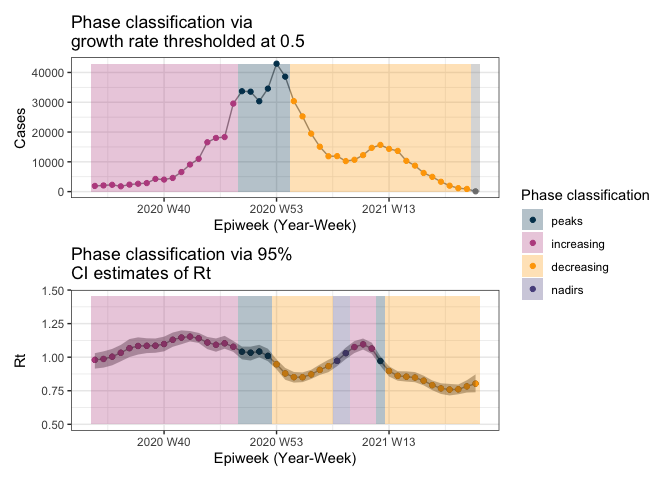 Phase classification via
growth rate thresholded at 0.5
40000
30000
20000
10000
0
Cases
2020 W40
2020 W53
2021 W13
Epiweek (Year-Week)
Phase classification
peaks
increasing
decreasing
nadirs
Phase classification via 95%
CI estimates of Rt
1.50
1.25
1.00
0.75
0.50
Rt
2020 W40
2020 W53
2021 W13
Epiweek (Year-Week)